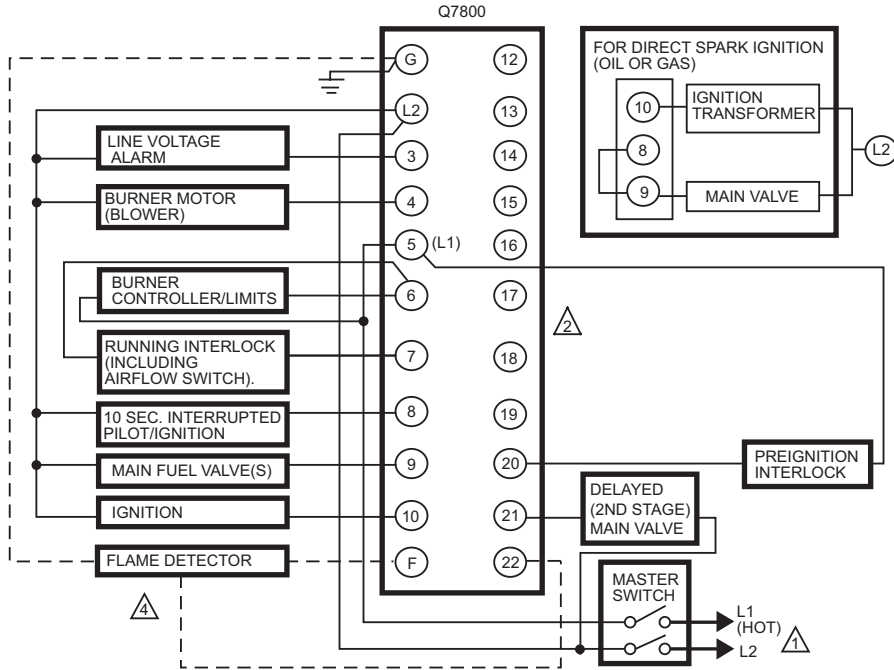 Q7800
G
L2
3
4
5
(L1)
6
7
8
9
10
F
12
13
14
15
16
17
18
19
20
21
22
LINE VOLTAGE
ALARM
BURNER MOTOR
(BLOWER)
BURNER
CONTROLLER/LIMITS
RUNNING INTERLOCK
(INCLUDING
AIRFLOW SWITCH).
10 SEC. INTERRUPTED
PILOT/IGNITION
MAIN FUEL VALVE(S)
IGNITION
FLAME DETECTOR
4
2
FOR DIRECT SPARK IGNITION
(OIL OR GAS)
10
8
9
IGNITION
TRANSFORMER
MAIN VALVE
L2
PREIGNITION
INTERLOCK
DELAYED
(2ND STAGE)
MAIN VALVE
MASTER
SWITCH
L1
(HOT)
L2
1